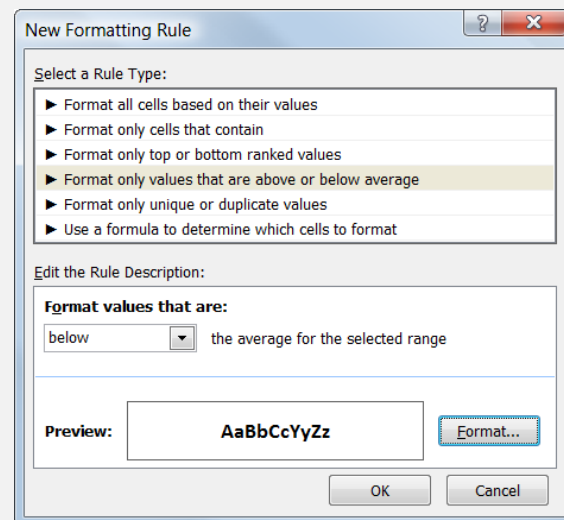 New Formatting Rule
Select a Rule Type:
► Format all cells based on their values
► Format only cells that contain
► Format only top or bottom ranked values
► Format only values that are above or below average
► Format only unique or duplicate values
► Use a formula to determine which cells to format
Edit the Rule Description:
Format values that are:
below the average for the selected range
Preview: AaBbCcYyZz Format...
OK Cancel